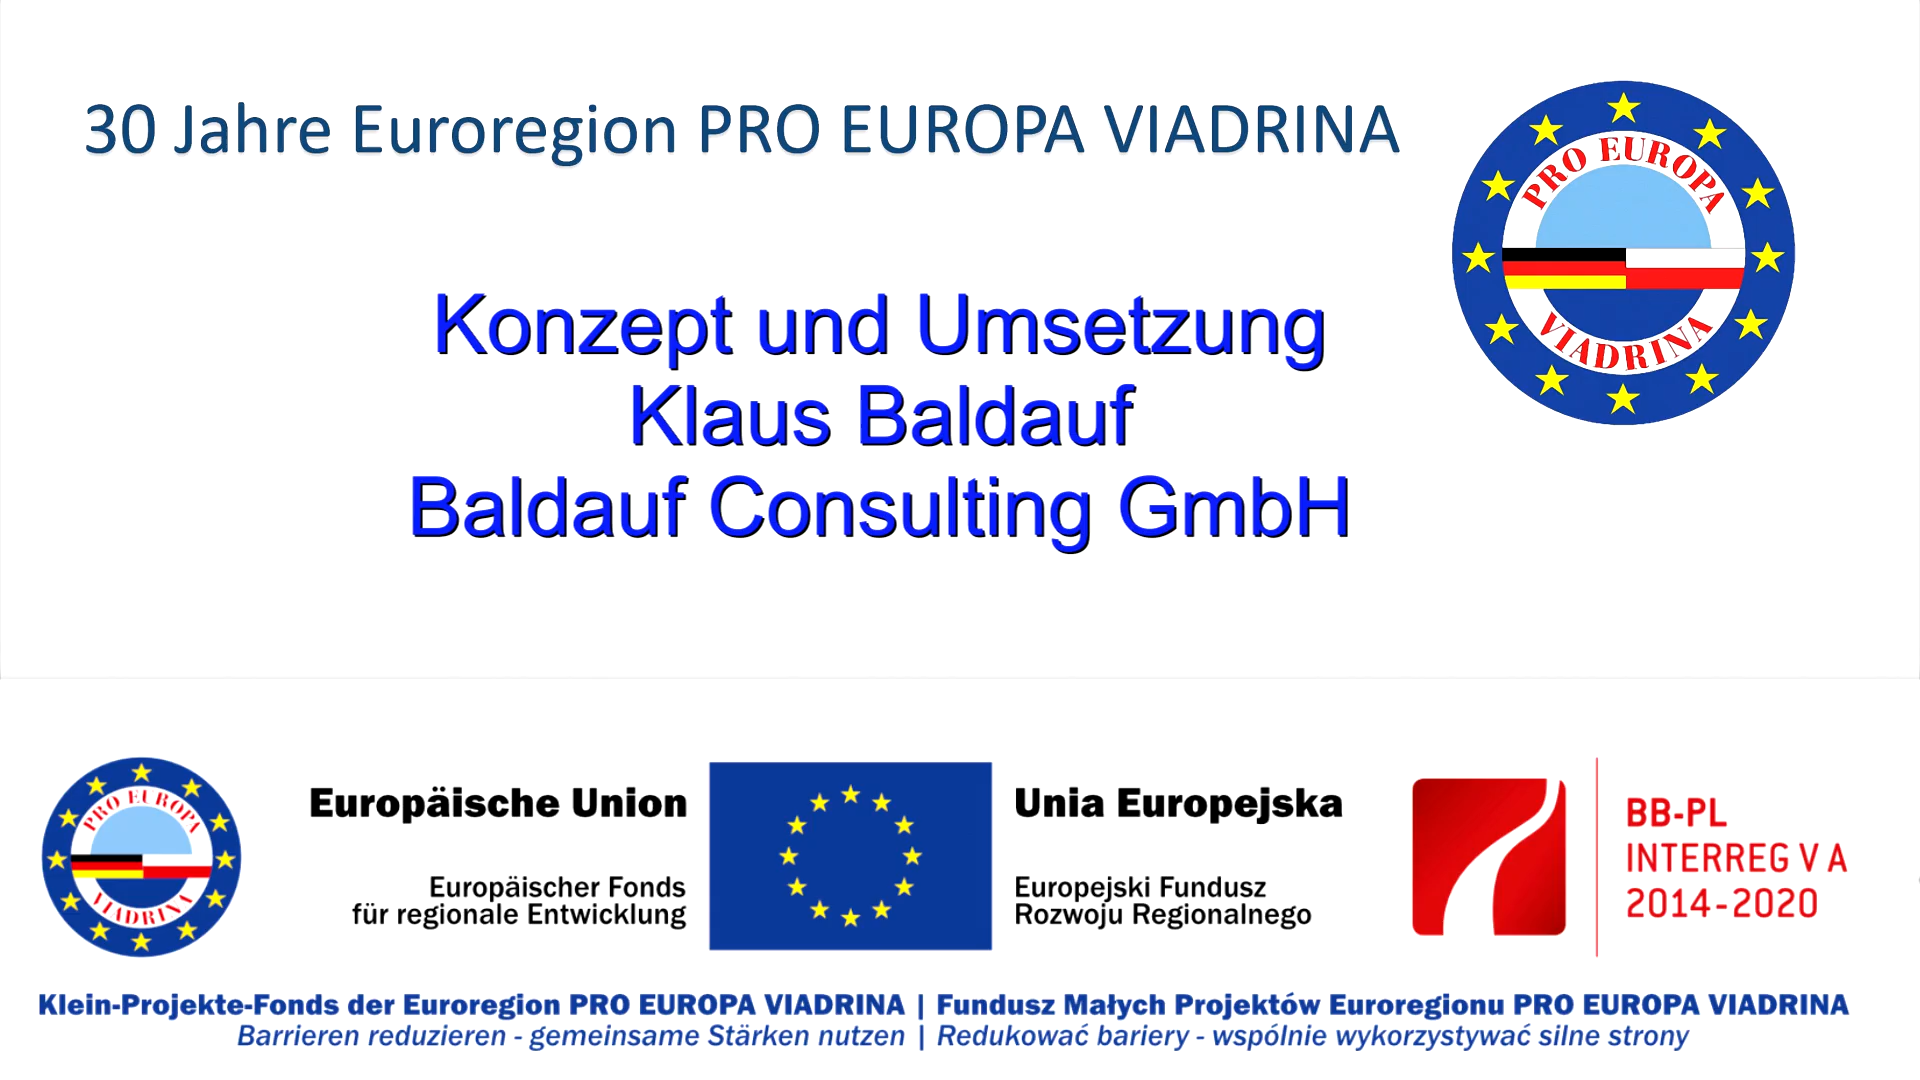 30 Jahre Euroregion PRO EUROPA VIADRINA
PRO EUROPA
VIADRINA
Konzept und Umsetzung
Klaus Baldauf
Baldauf Consulting GmbH
PRO EUROPA
VIADRINA
Europäische Union
Europäischer Fonds
für regionale Entwicklung
Unia Europejska
Europejski Fundusz
Rozwoju Regionalnego
BB-PL
INTERREG V A
2014-2020
Klein-Projekte-Fonds der Euroregion PRO EUROPA VIADRINA | Fundusz Małych Projektów Euroregionu PRO EUROPA VIADRINA
Barrieren reduzieren - gemeinsame Stärken nutzen | Redukować bariery - wspólnie wykorzystywać silne strony